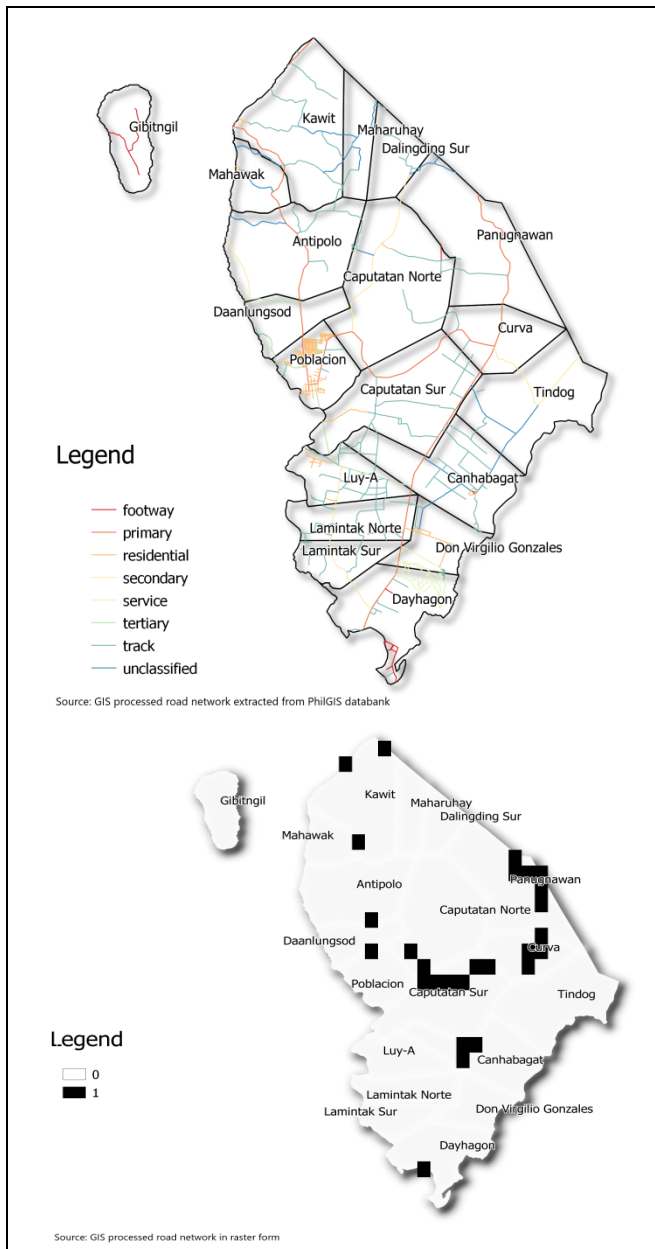 Kawit
Gibitngil
Maharuhay
Dalingding Sur
Mahawak
Panugnawan
Antipolo
Caputatan Norte
Daanlungsod
Curva
Poblacion
Caputatan Sur
Tindog
Legend
Luy-A
Canhabagat
footway
Lamintak Norte
primary
Don Virgilio Gonzales
Lamintak Sur
residential
secondary
service
Dayhagon
tertiary
track
unclassified
Source: GIS processed road network extracted from PhilGIS databank
Kawit
Gibitngil
Maharuhay
Dalingding Sur
Mahawak
Panugnawan
Antipolo
Caputatan Norte
Daanlungsod
Curva
Poblacion
Caputatan Sur
Tindog
Legend
Luy-A
Canhabagat
0
1
Lamintak Norte
Lamintak Sur
Don Virgilio Gonzales
Dayhagon
Source: GIS processed road network in raster form